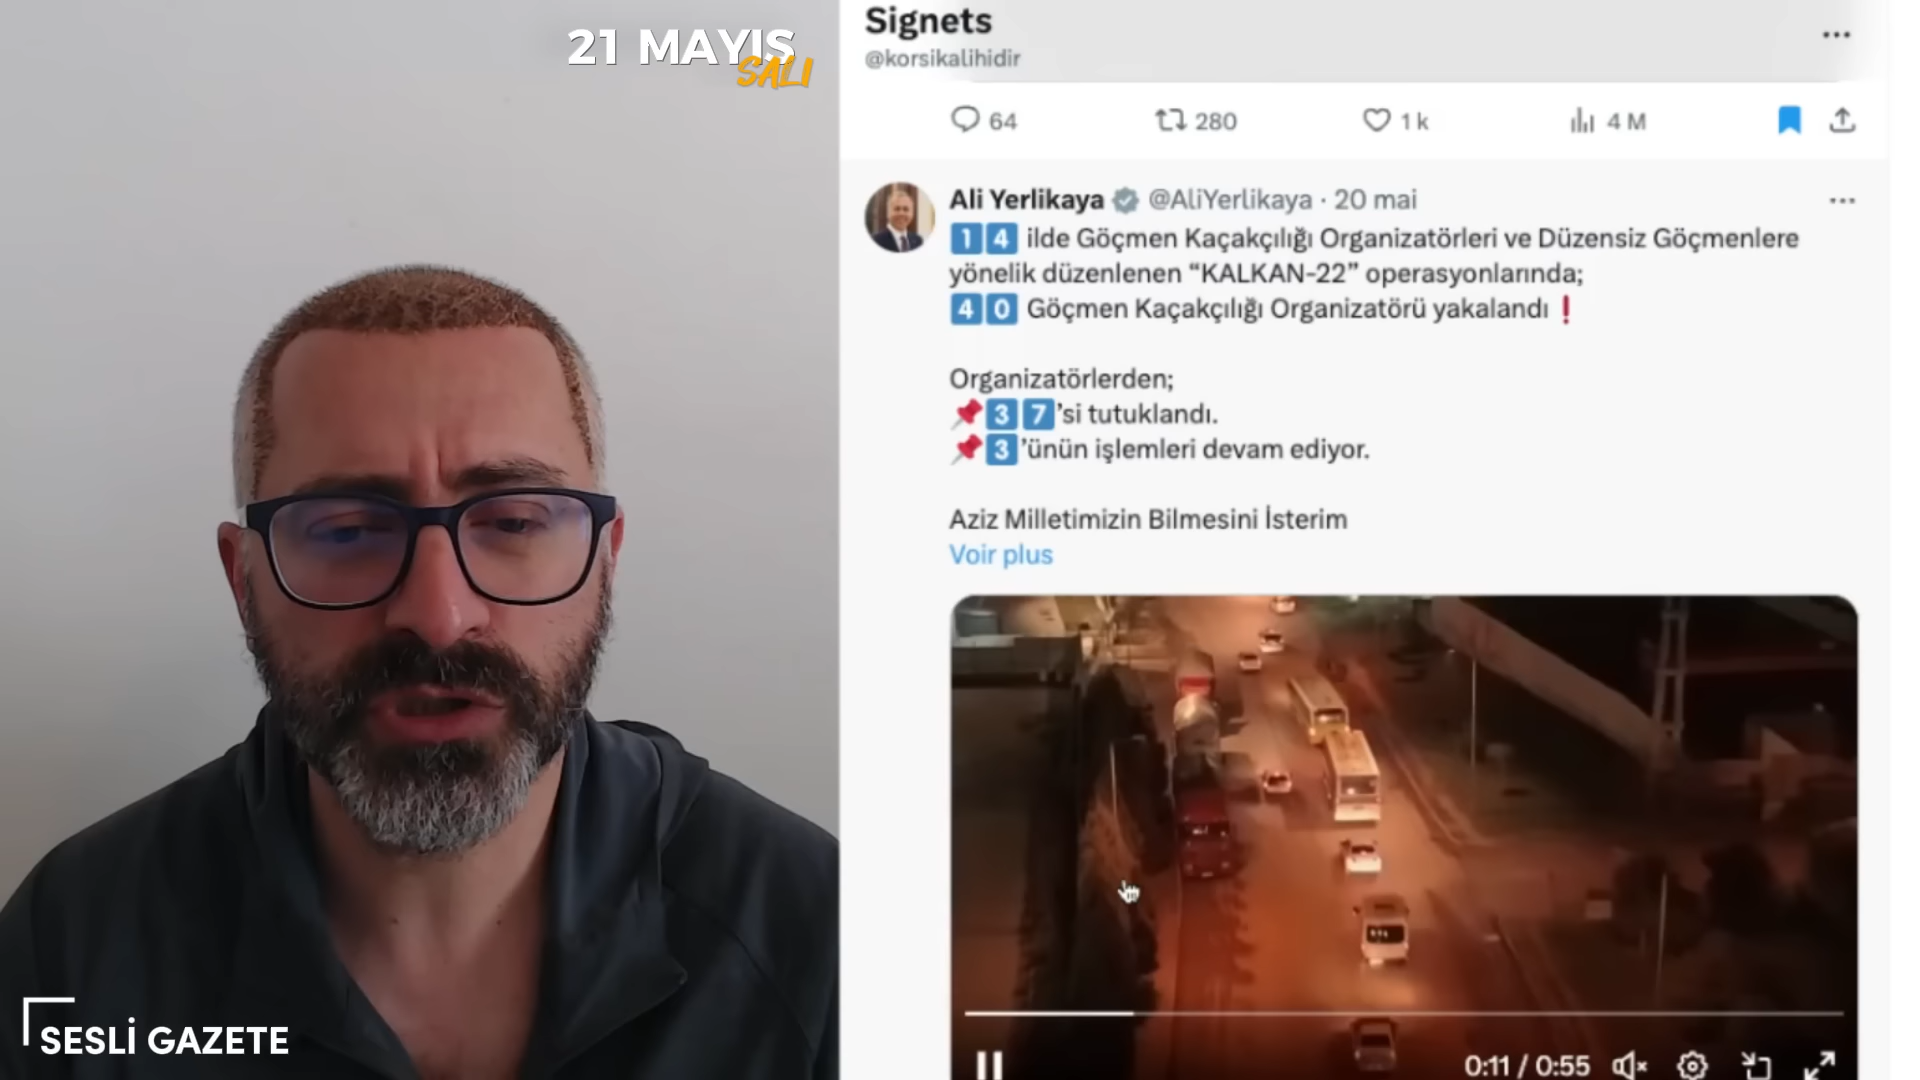 21 MAYIS
SALI
SESLİ GAZETE
Signets
@korsikalihidir
64 280 1 k 4 M
Ali Yerlikaya @AliYerlikaya · 20 mai
14 ilde Göçmen Kaçakçılığı Organizatörleri ve Düzensiz Göçmenlere
yönelik düzenlenen “KALKAN-22” operasyonlarında;
40 Göçmen Kaçakçılığı Organizatörü yakalandı❗
Organizatörlerden;
📌37’si tutuklandı.
📌3’ünün işlemleri devam ediyor.
Aziz Milletimizin Bilmesini İsterim
Voir plus
0:11 / 0:55